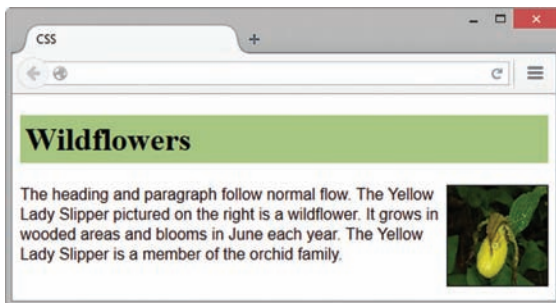 CSS
Wildflowers
The heading and paragraph follow normal flow. The Yellow
Lady Slipper pictured on the right is a wildflower. It grows in
wooded areas and blooms in June each year. The Yellow
Lady Slipper is a member of the orchid family.